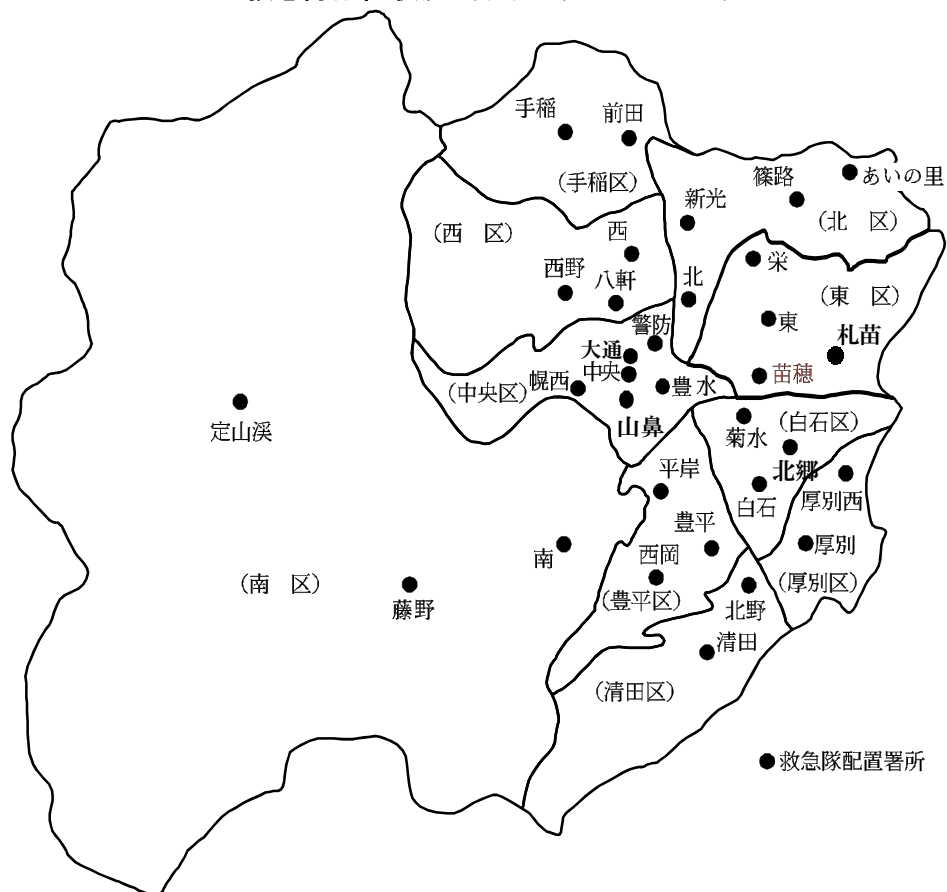 手稲
前田
(手稲区)
篠路
あいの里
新光
(北　区)
(西　区)
西
西野
八軒
北
栄
(東　区)
東
札苗
苗穂
警防
大通
中央
(中央区)
幌西
豊水
山鼻
定山渓
菊水
(白石区)
北郷
白石
厚別西
平岸
豊平
南
西岡
厚別
(南　区)
藤野
(豊平区)
北野
(厚別区)
清田
(清田区)
救急隊配置署所